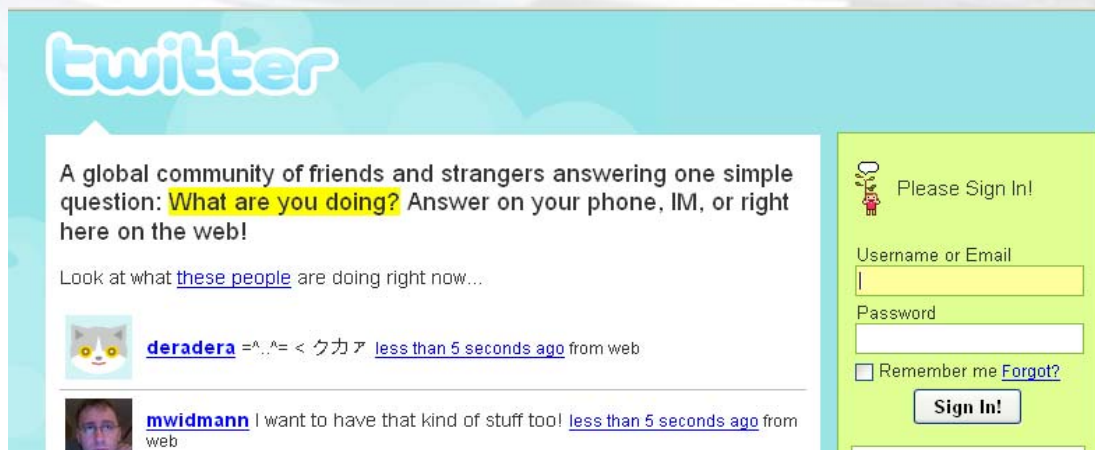 twitter
A global community of friends and strangers answering one simple
question: What are you doing? Answer on your phone, IM, or right
here on the web!
Look at what these people are doing right now...
deradera =^..^= < クカァ less than 5 seconds ago from web
mwidmann I want to have that kind of stuff too! less than 5 seconds ago from
web
Please Sign In!
Username or Email
Password
Remember me Forgot?
Sign In!